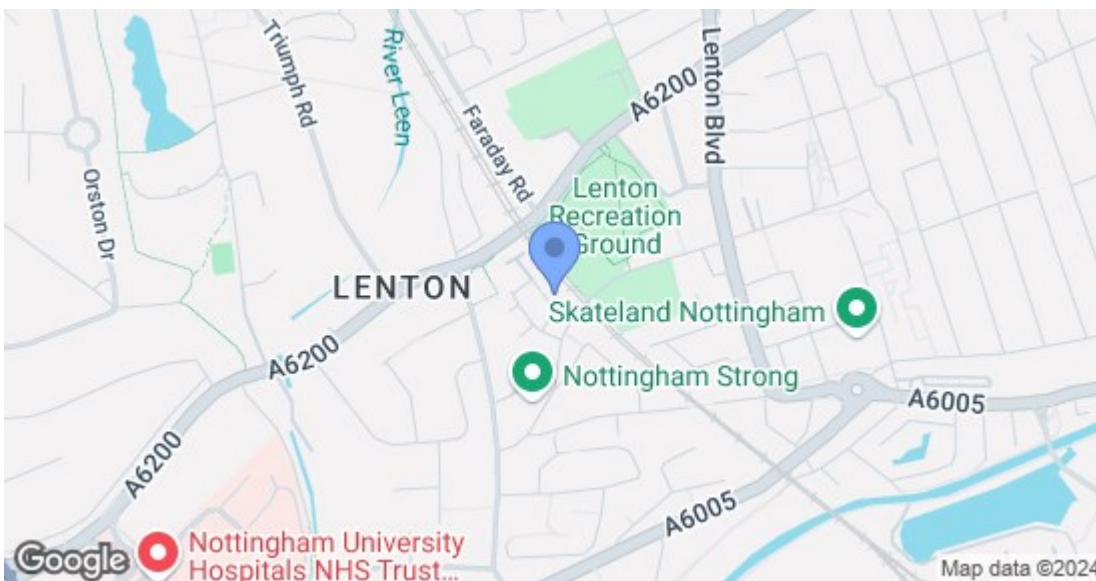 Triumph Rd
River Leen
Lenton Blvd
A6200
Faraday Rd
Orston Dr
Lenton
Recreation
Ground
LENTON
Skateland Nottingham
A6200
Nottingham Strong
A6005
A6200
A6005
Nottingham University
Hospitals NHS Trust...
Google
Map data ©2024